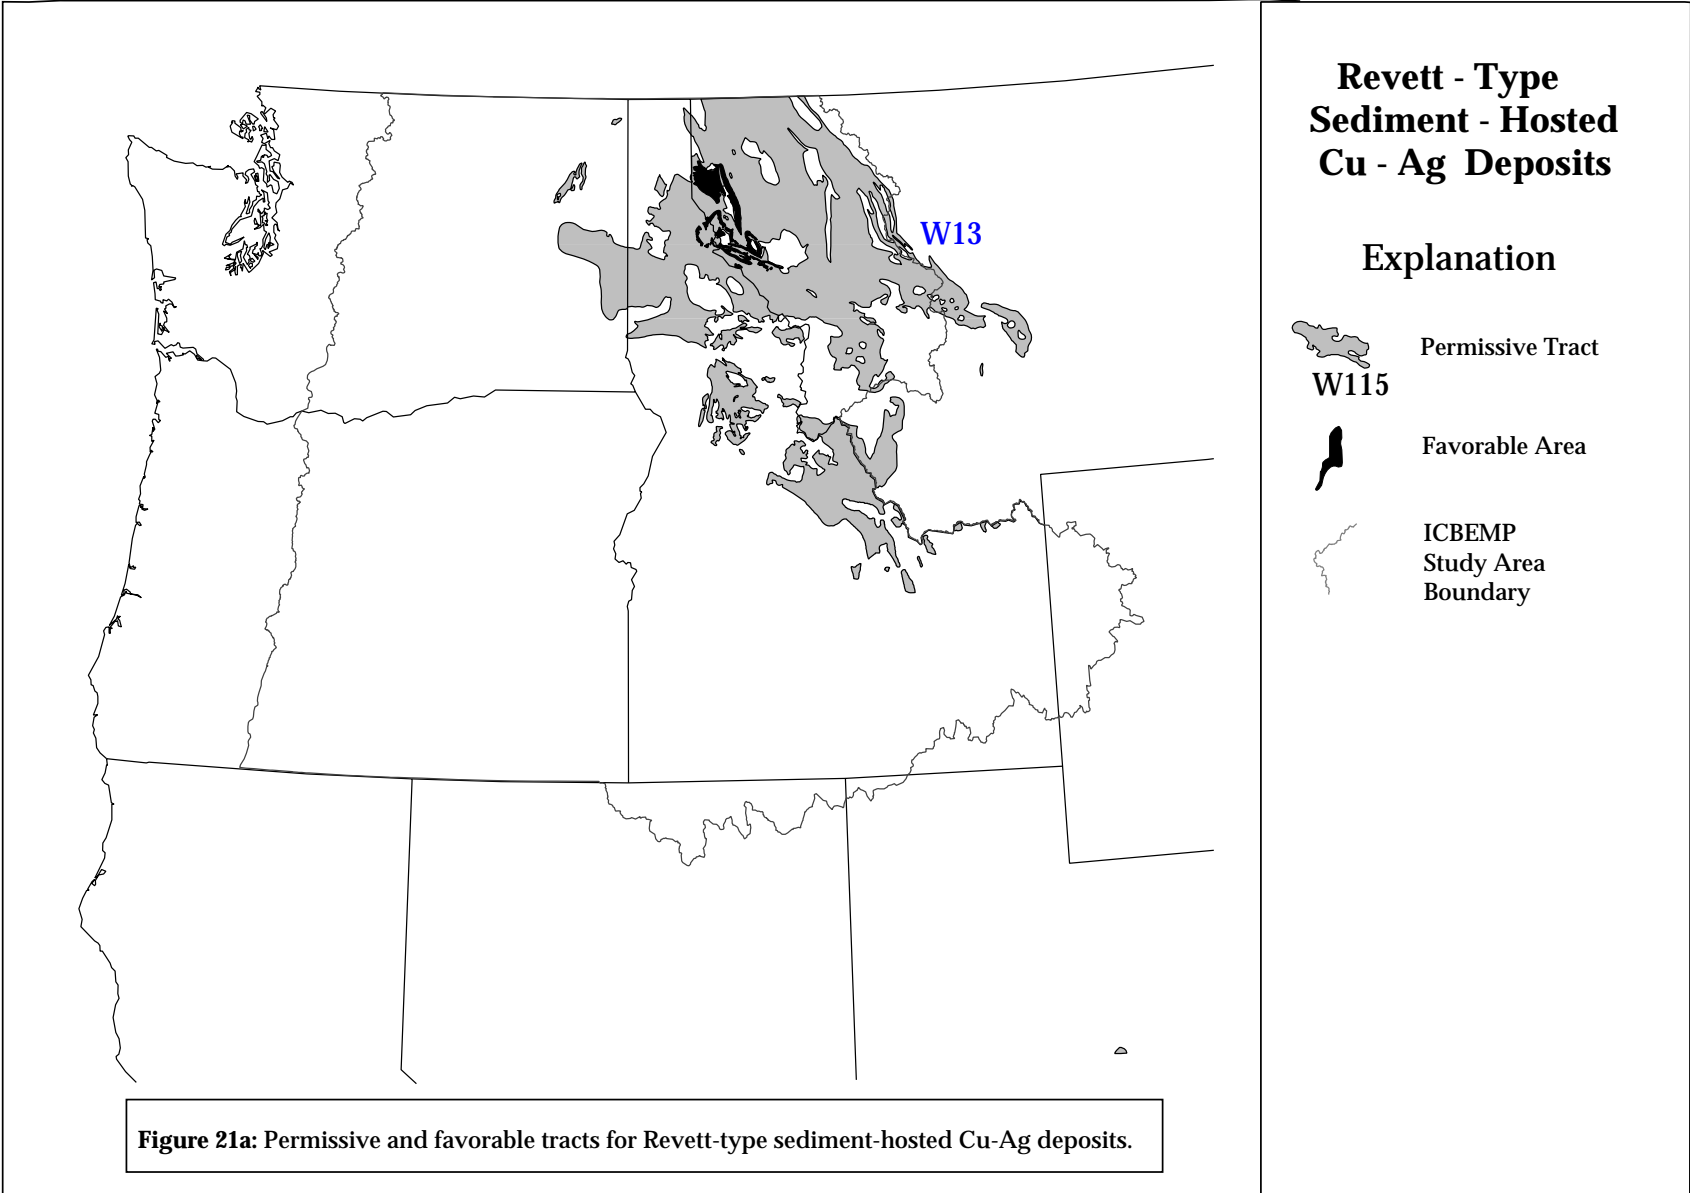 Revett - Type
Sediment - Hosted
Cu - Ag Deposits
W13
Explanation
Permissive Tract
W115
Favorable Area
ICBEMP
Study Area
Boundary
Figure 21a: Permissive and favorable tracts for Revett-type sediment-hosted Cu-Ag deposits.